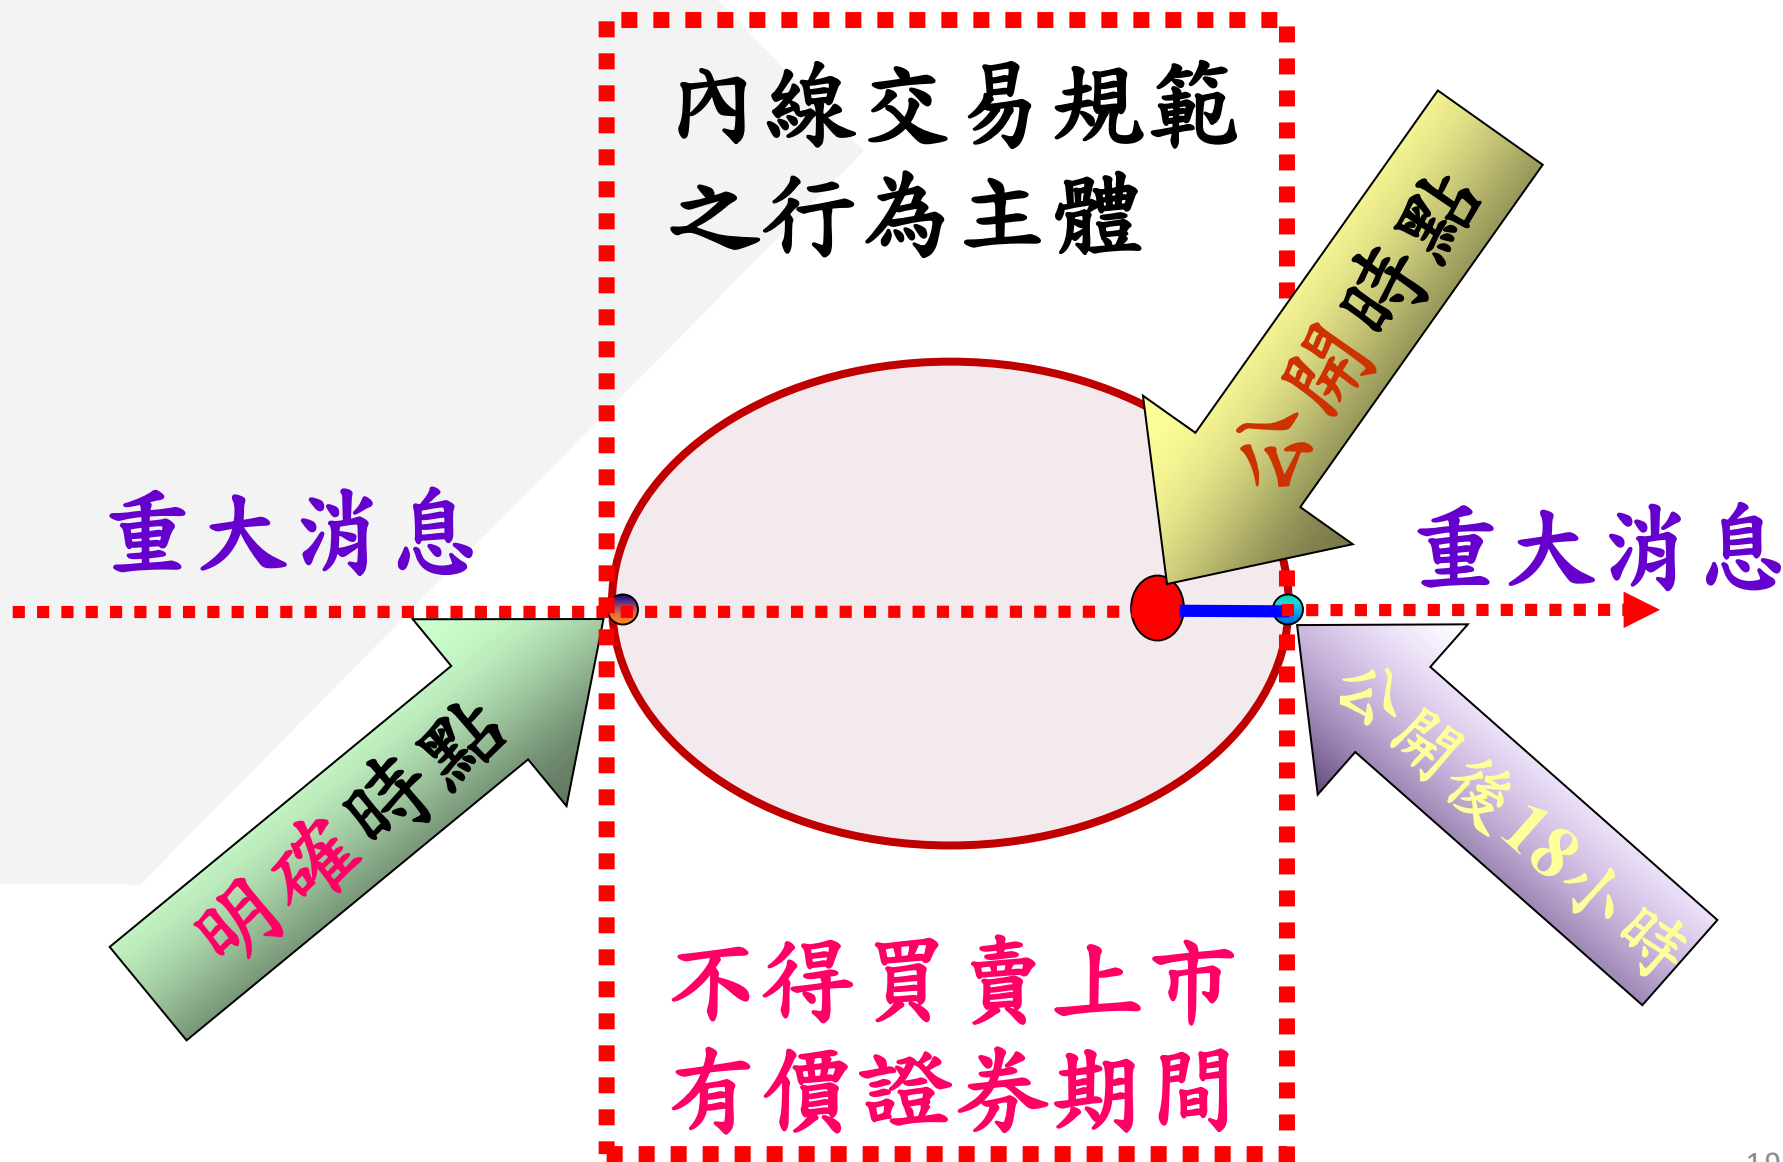 內線交易規範
之行為主體
公開時點
重大消息
重大消息
明確時點
公開後18小時
不得買賣上市
有價證券期間